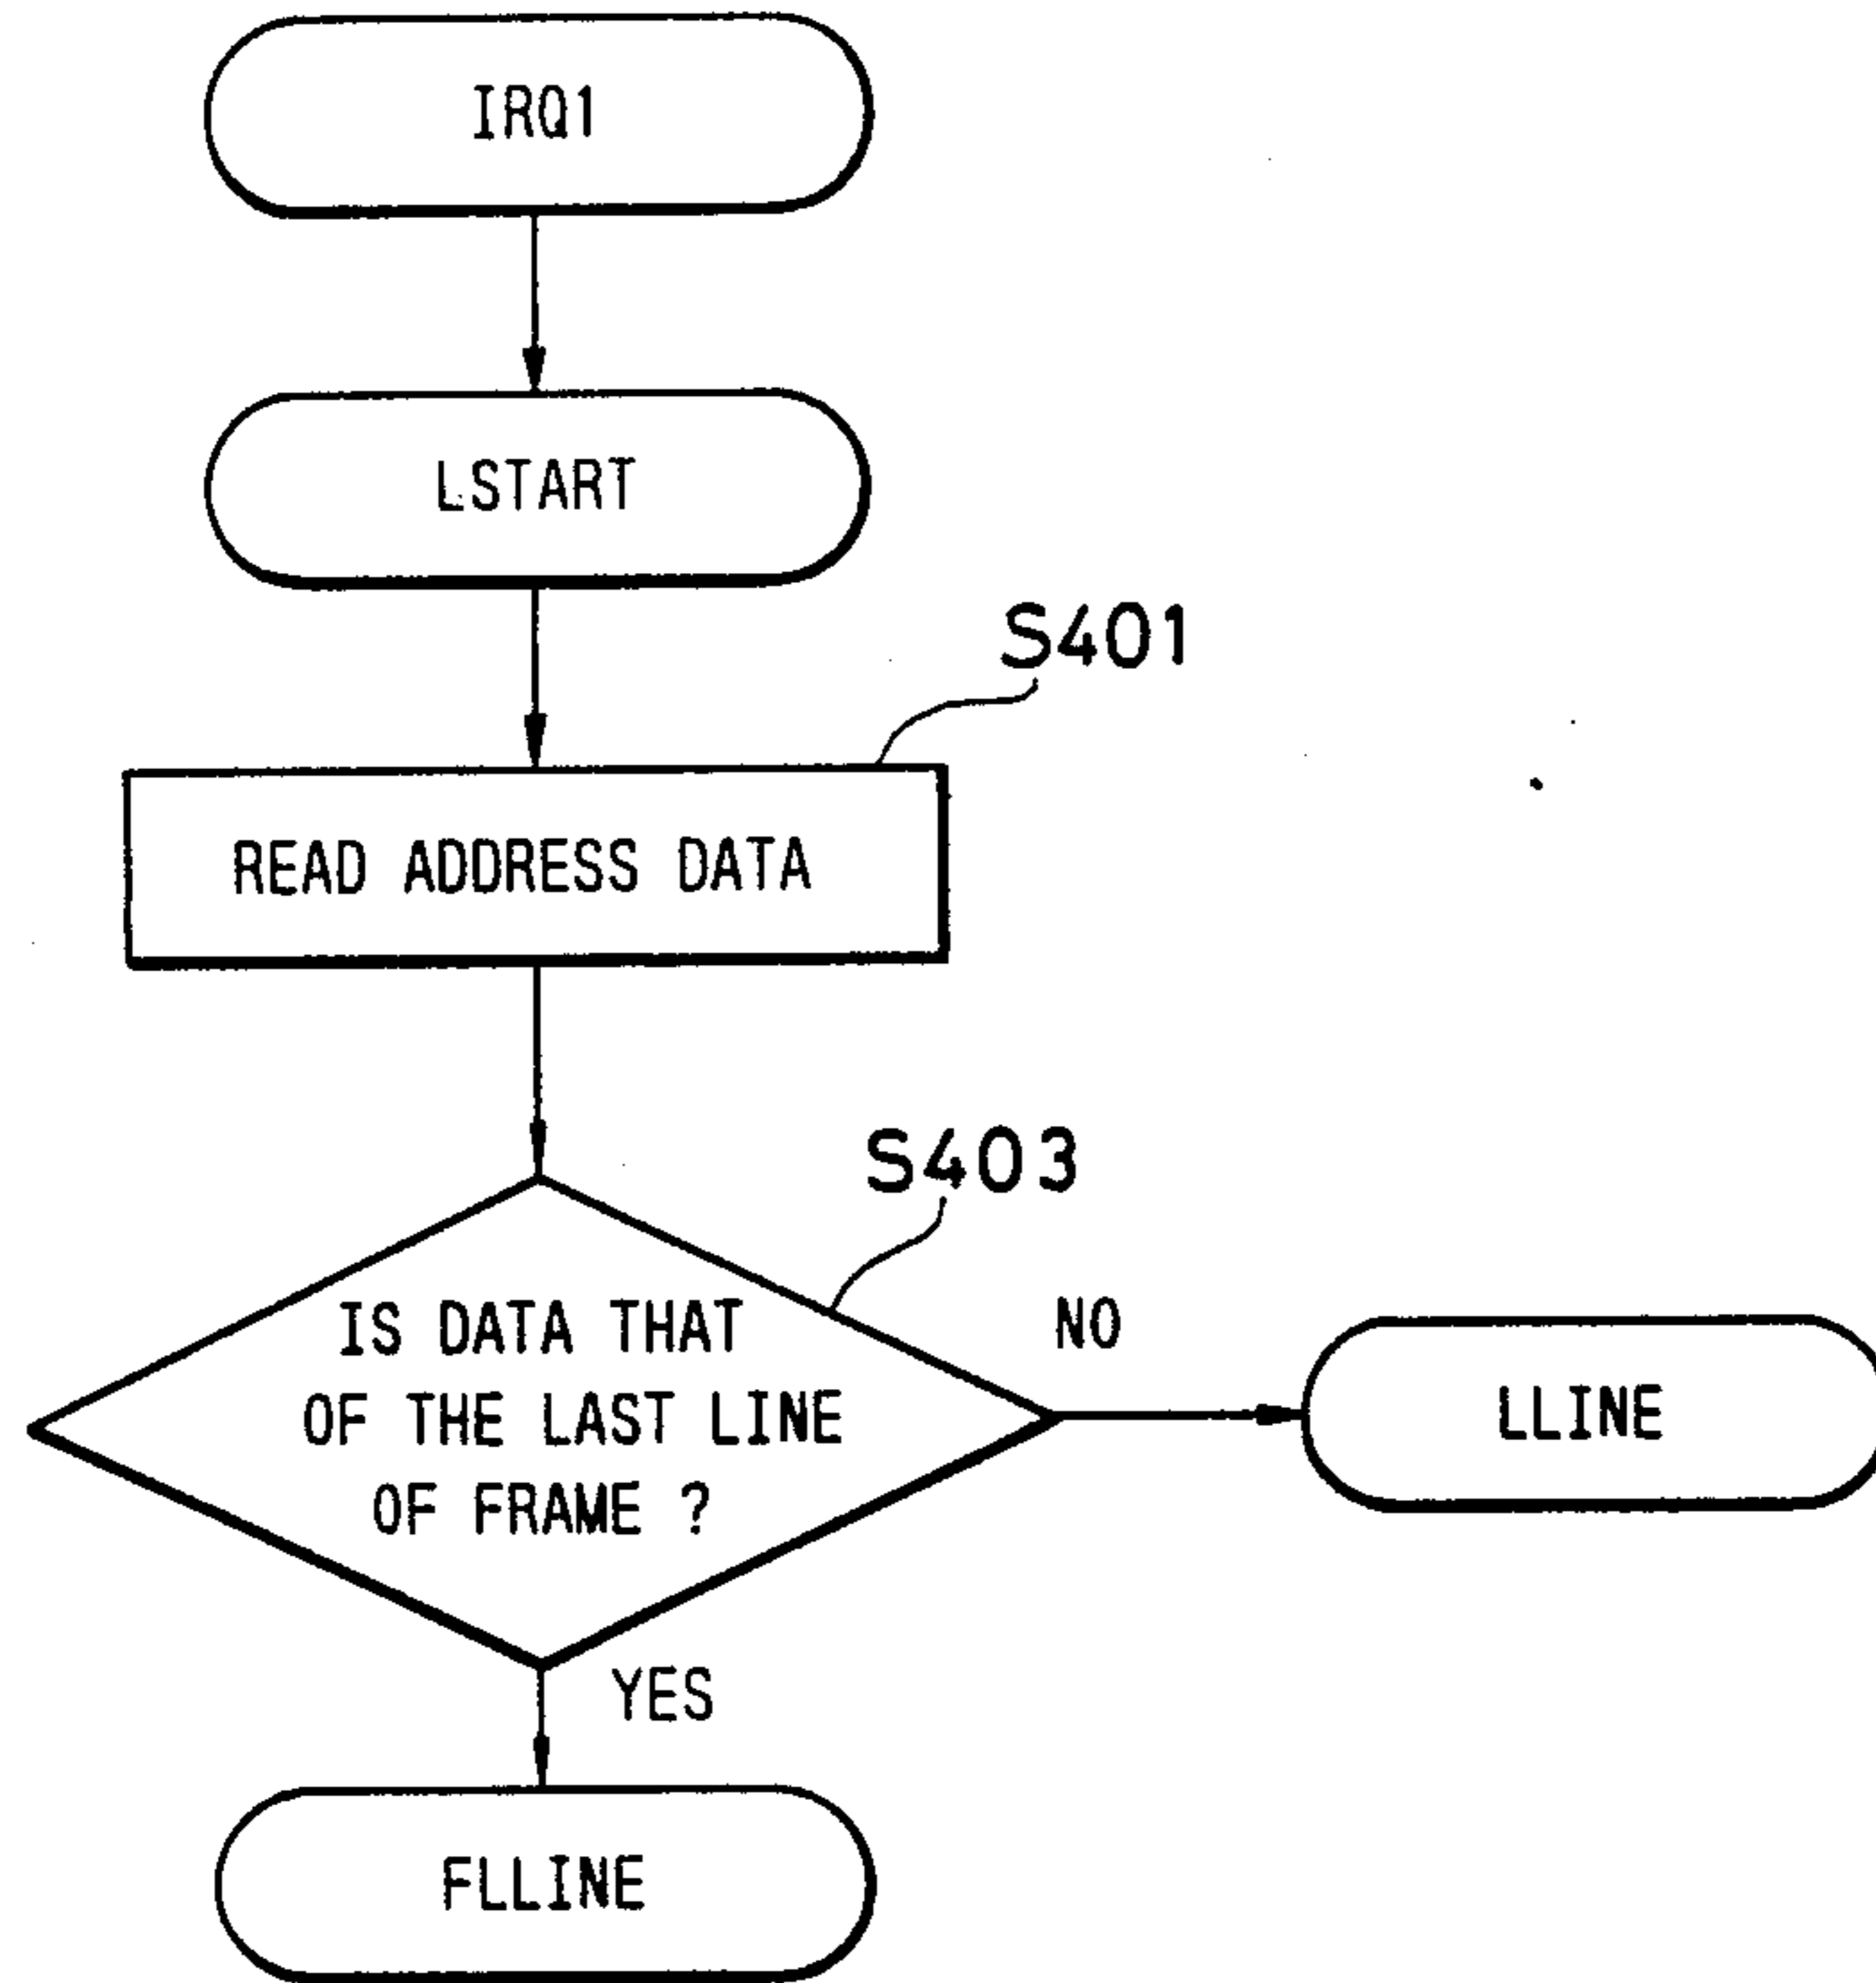 IRQ1
LSTART
S401
READ ADDRESS DATA
S403
IS DATA THAT
OF THE LAST LINE
OF FRAME ?
NO
LLINE
YES
FLLINE